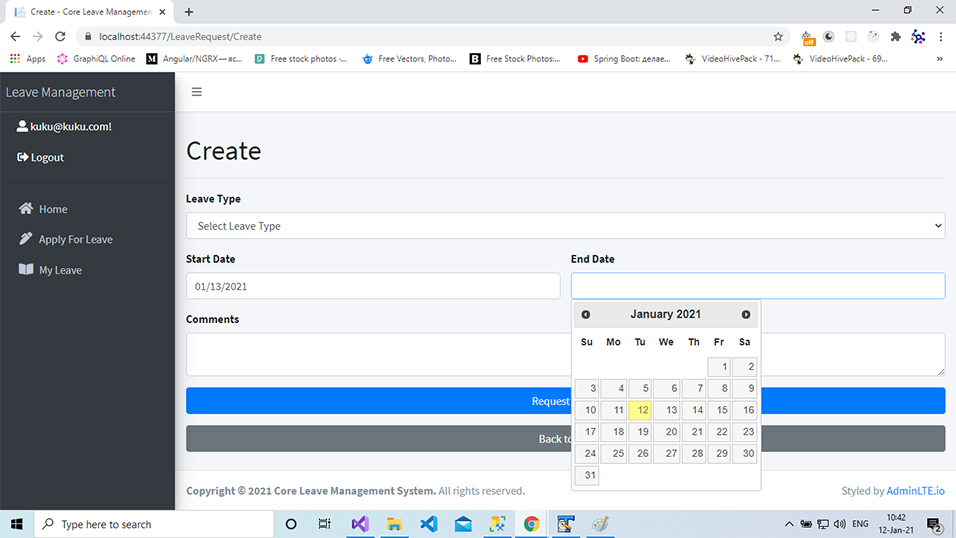 Create - Core Leave Management
localhost:44377/LeaveRequest/Create
off
Apps GraphiQL Online Angular/NGRX — яс... Free stock photos ·... Free Vectors, Photo... Free Stock Photos:... Spring Boot: делае... VideoHivePack - 71... VideoHivePack - 69... »
Leave Management
kuku@kuku.com!
Logout
Home
Apply For Leave
My Leave
Create
Leave Type
Select Leave Type
Start Date End Date
01/13/2021
January 2021
Su Mo Tu We Th Fr Sa
1 2
3 4 5 6 7 8 9
10 11 12 13 14 15 16
17 18 19 20 21 22 23
24 25 26 27 28 29 30
31
Comments
Request
Back to
Copyright © 2021 Core Leave Management System. All rights reserved.
Styled by AdminLTE.io
Type here to search
ENG
10:42
12-Jan-21
2